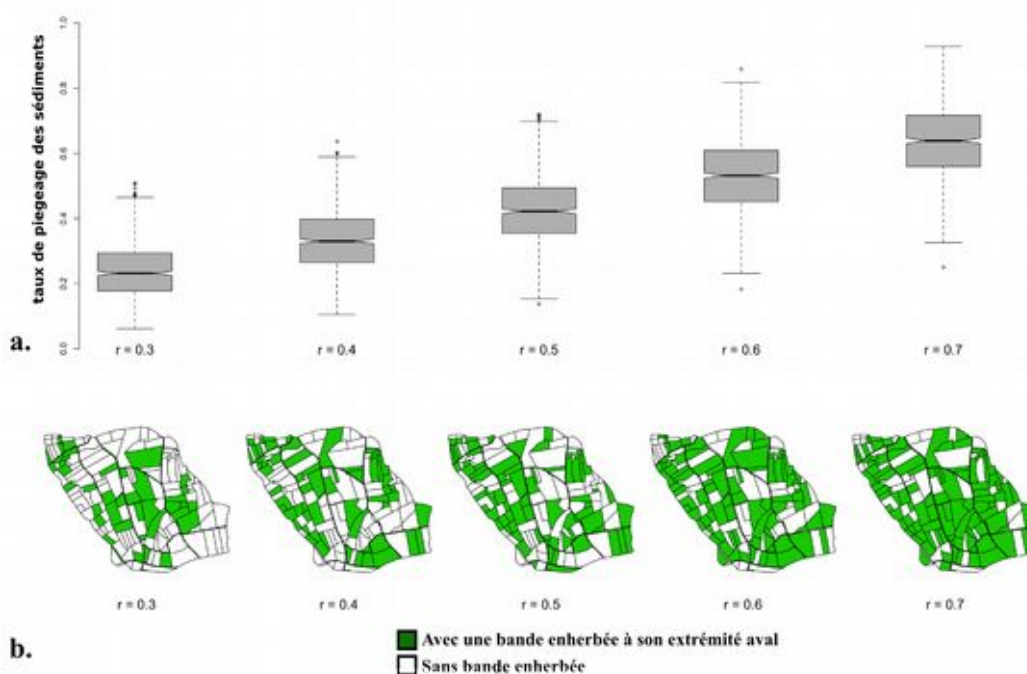 taux de piegeage des sédiments
1.0
0.8
0.6
0.4
0.2
0.0
a.
r = 0.3 r = 0.4 r = 0.5 r = 0.6 r = 0.7
r = 0.3 r = 0.4 r = 0.5 r = 0.6 r = 0.7
b.
Avec une bande enherbée à son extrémité aval
Sans bande enherbée